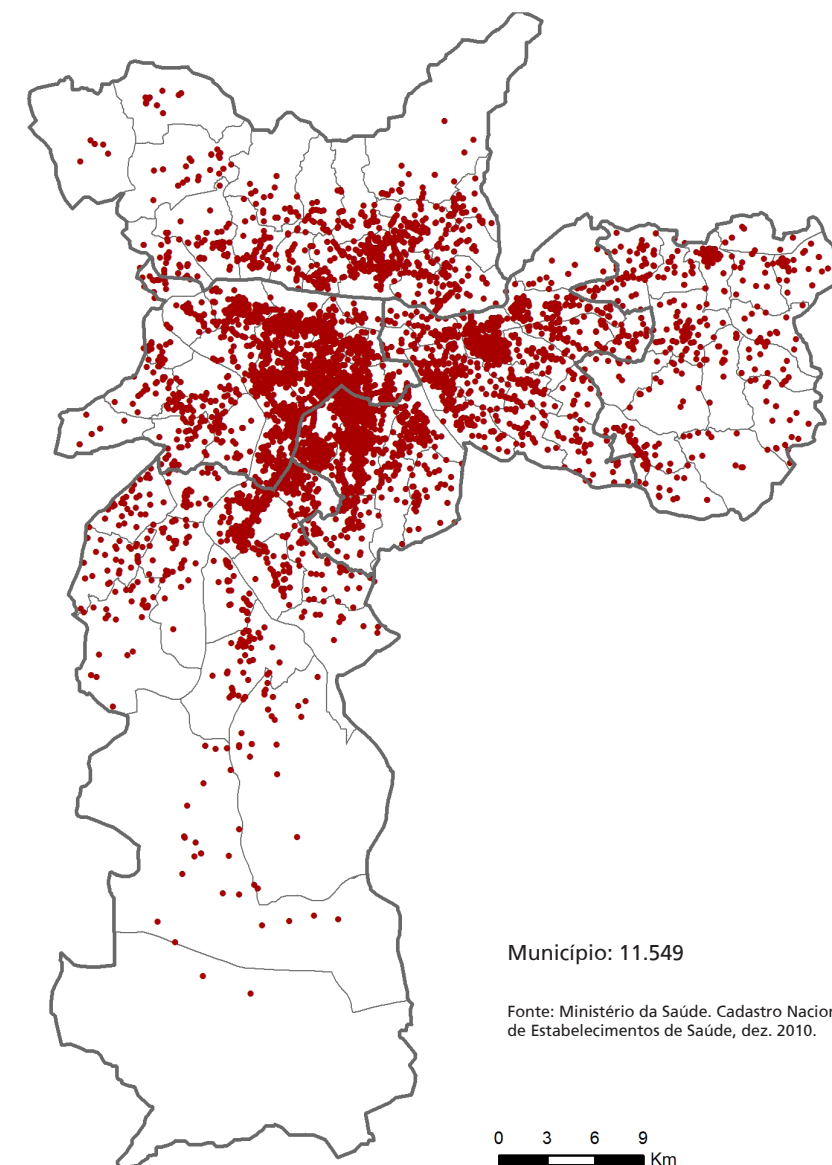 Município: 11.549
Fonte: Ministério da Saúde. Cadastro Nacion
de Estabelecimentos de Saúde, dez. 2010.
0 3 6 9
Km